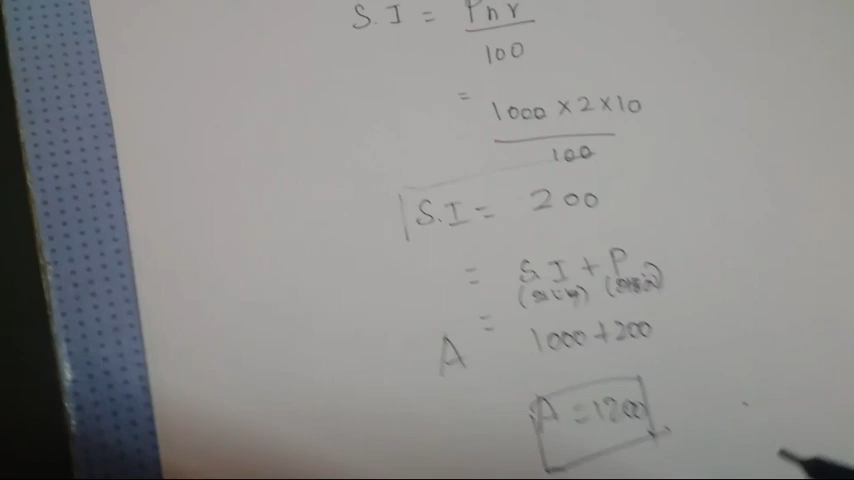 S.I = Pnr
100
= 1000 × 2 × 10
100
S.I = 200
= S.I + P
A = 1000 + 200
A = 1200